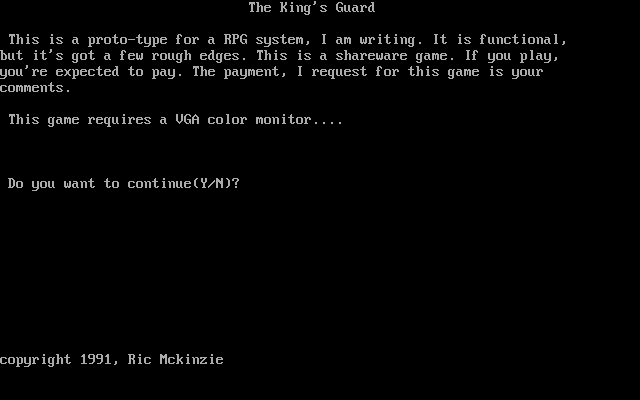 The King's Guard
This is a proto-type for a RPG system, I am writing. It is functional,
but it's got a few rough edges. This is a shareware game. If you play,
you're expected to pay. The payment, I request for this game is your
comments.
This game requires a VGA color monitor....
Do you want to continue(Y/N)?
copyright 1991, Ric Mckinzie